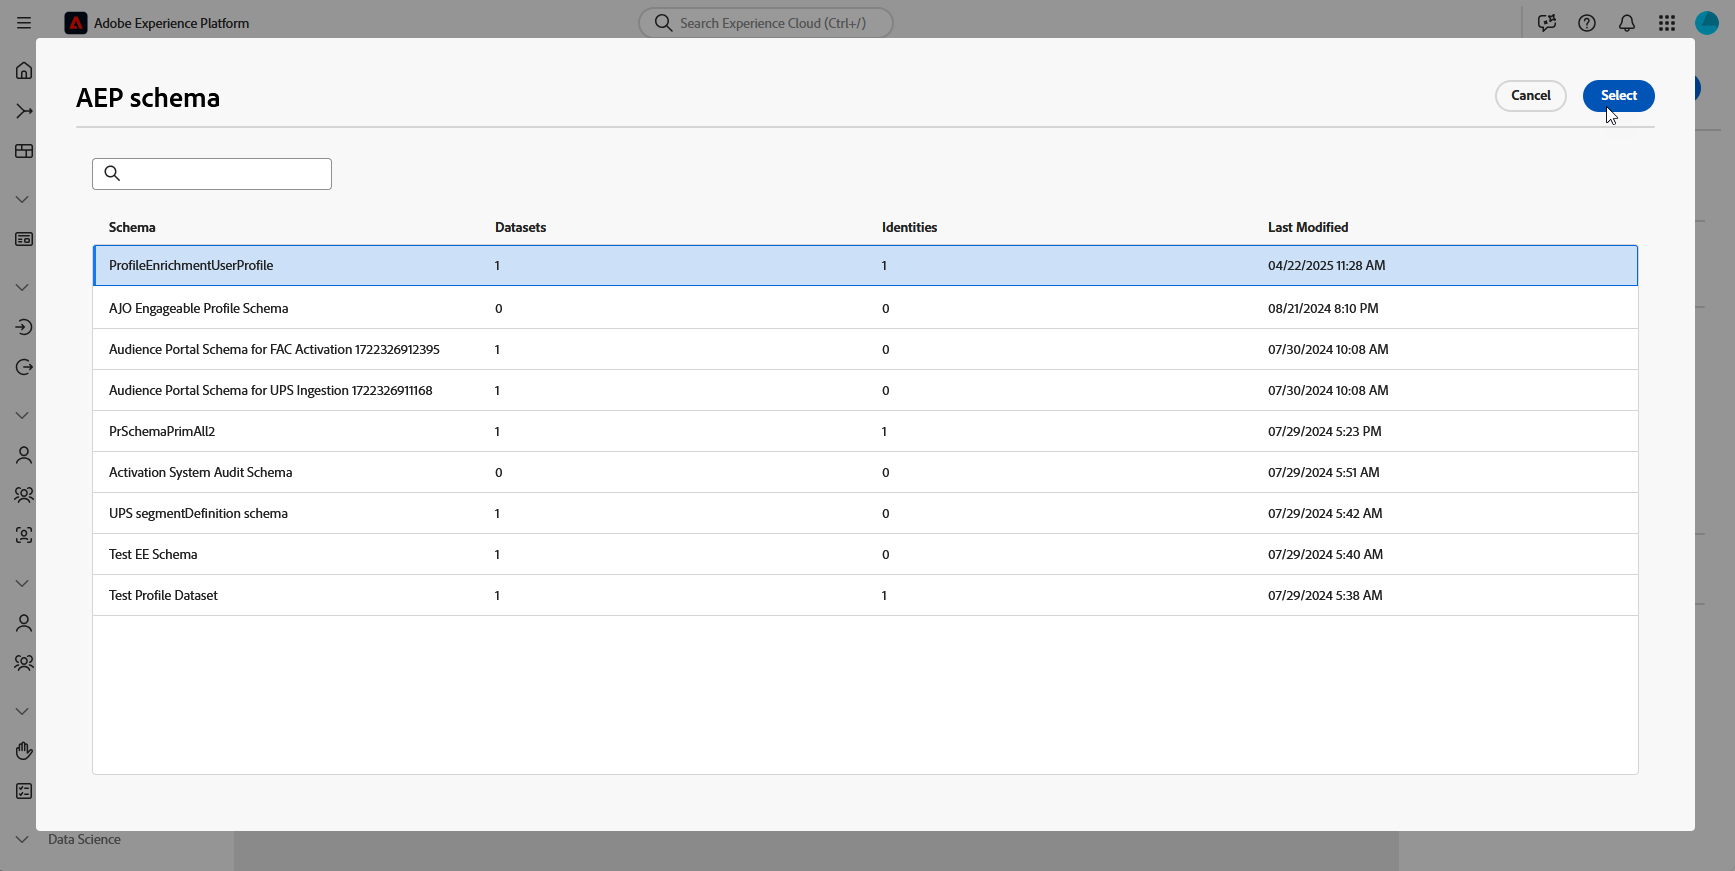 Adobe Experience Platform
Search Experience Cloud (Ctrl+/)
AEP schema
Cancel
Select
Schema Datasets Identities Last Modified
ProfileEnrichmentUserProfile 1 1 04/22/2025 11:28 AM
AJO Engageable Profile Schema 0 0 08/21/2024 8:10 PM
Audience Portal Schema for FAC Activation 1722326912395 1 0 07/30/2024 10:08 AM
Audience Portal Schema for UPS Ingestion 1722326911168 1 0 07/30/2024 10:08 AM
PrSchemaPrimAll2 1 1 07/29/2024 5:23 PM
Activation System Audit Schema 0 0 07/29/2024 5:51 AM
UPS segmentDefinition schema 1 0 07/29/2024 5:42 AM
Test EE Schema 1 0 07/29/2024 5:40 AM
Test Profile Dataset 1 1 07/29/2024 5:38 AM
Data Science